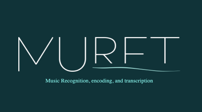 MURET
Music Recognition, encoding, and transcription